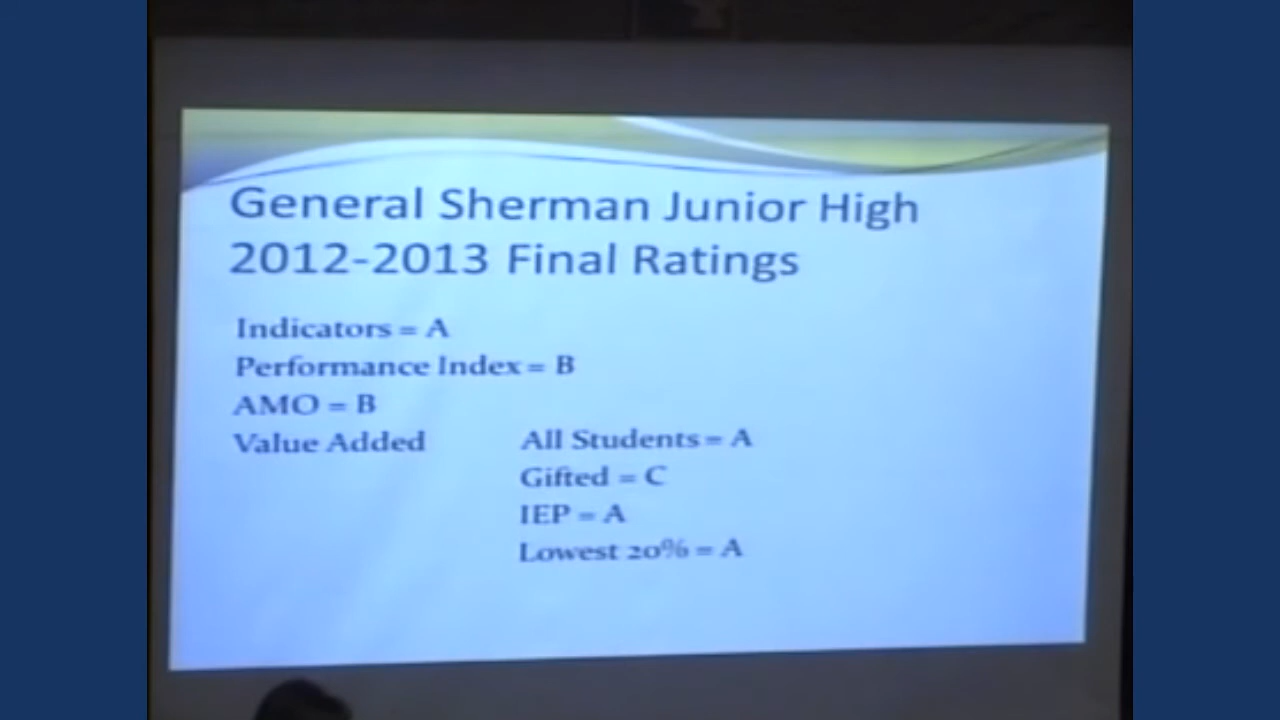 General Sherman Junior High
2012-2013 Final Ratings
Indicators = A
Performance Index = B
AMO = B
Value Added All Students = A
Gifted = C
IEP = A
Lowest 20% = A